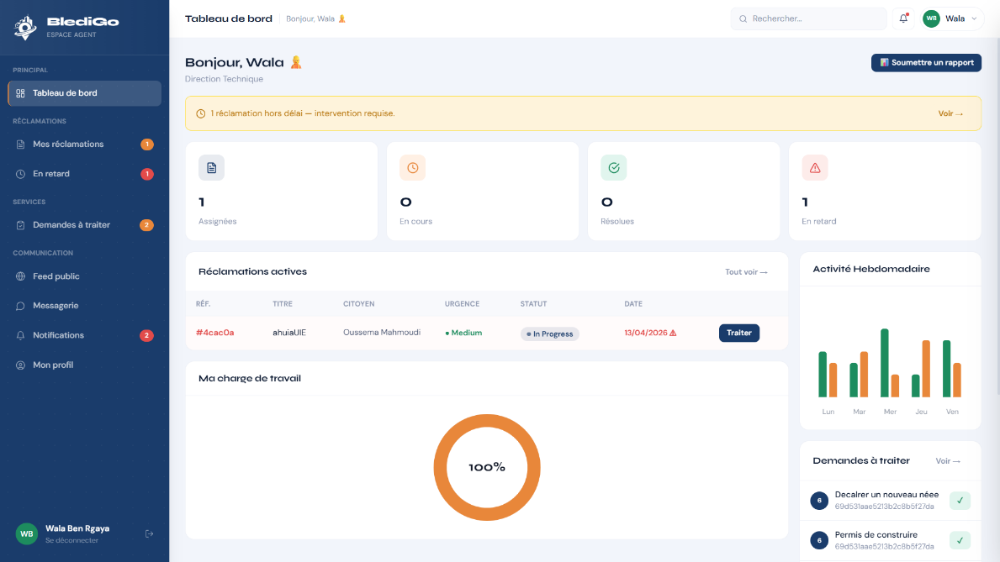 BlediGo
ESPACE AGENT
PRINCIPAL
Tableau de bord
RÉCLAMATIONS
Mes réclamations 1
En retard 1
SERVICES
Demandes à traiter 2
COMMUNICATION
Feed public
Messagerie
Notifications 2
Mon profil
WB Wala Ben Rgaya
Se déconnecter
Tableau de bord Bonjour, Wala
Rechercher...
WB Wala
Bonjour, Wala
Direction Technique
Soumettre un rapport
1 réclamation hors délai — intervention requise.
Voir →
1
Assignées
0
En cours
0
Résolues
1
En retard
Réclamations actives
Tout voir →
RÉF. TITRE CITOYEN URGENCE STATUT DATE
#4cac0a ahuiaUIE Oussema Mahmoudi Medium In Progress 13/04/2026 Traiter
Ma charge de travail
100%
Activité Hebdomadaire
Lun Mar Mer Jeu Ven
Demandes à traiter Voir →
6 Decalrer un nouveau néee ✓
69d531aae5213b2c8b5f27da
6 Permis de construire ✓
69d531aae5213b2c8b5f27da